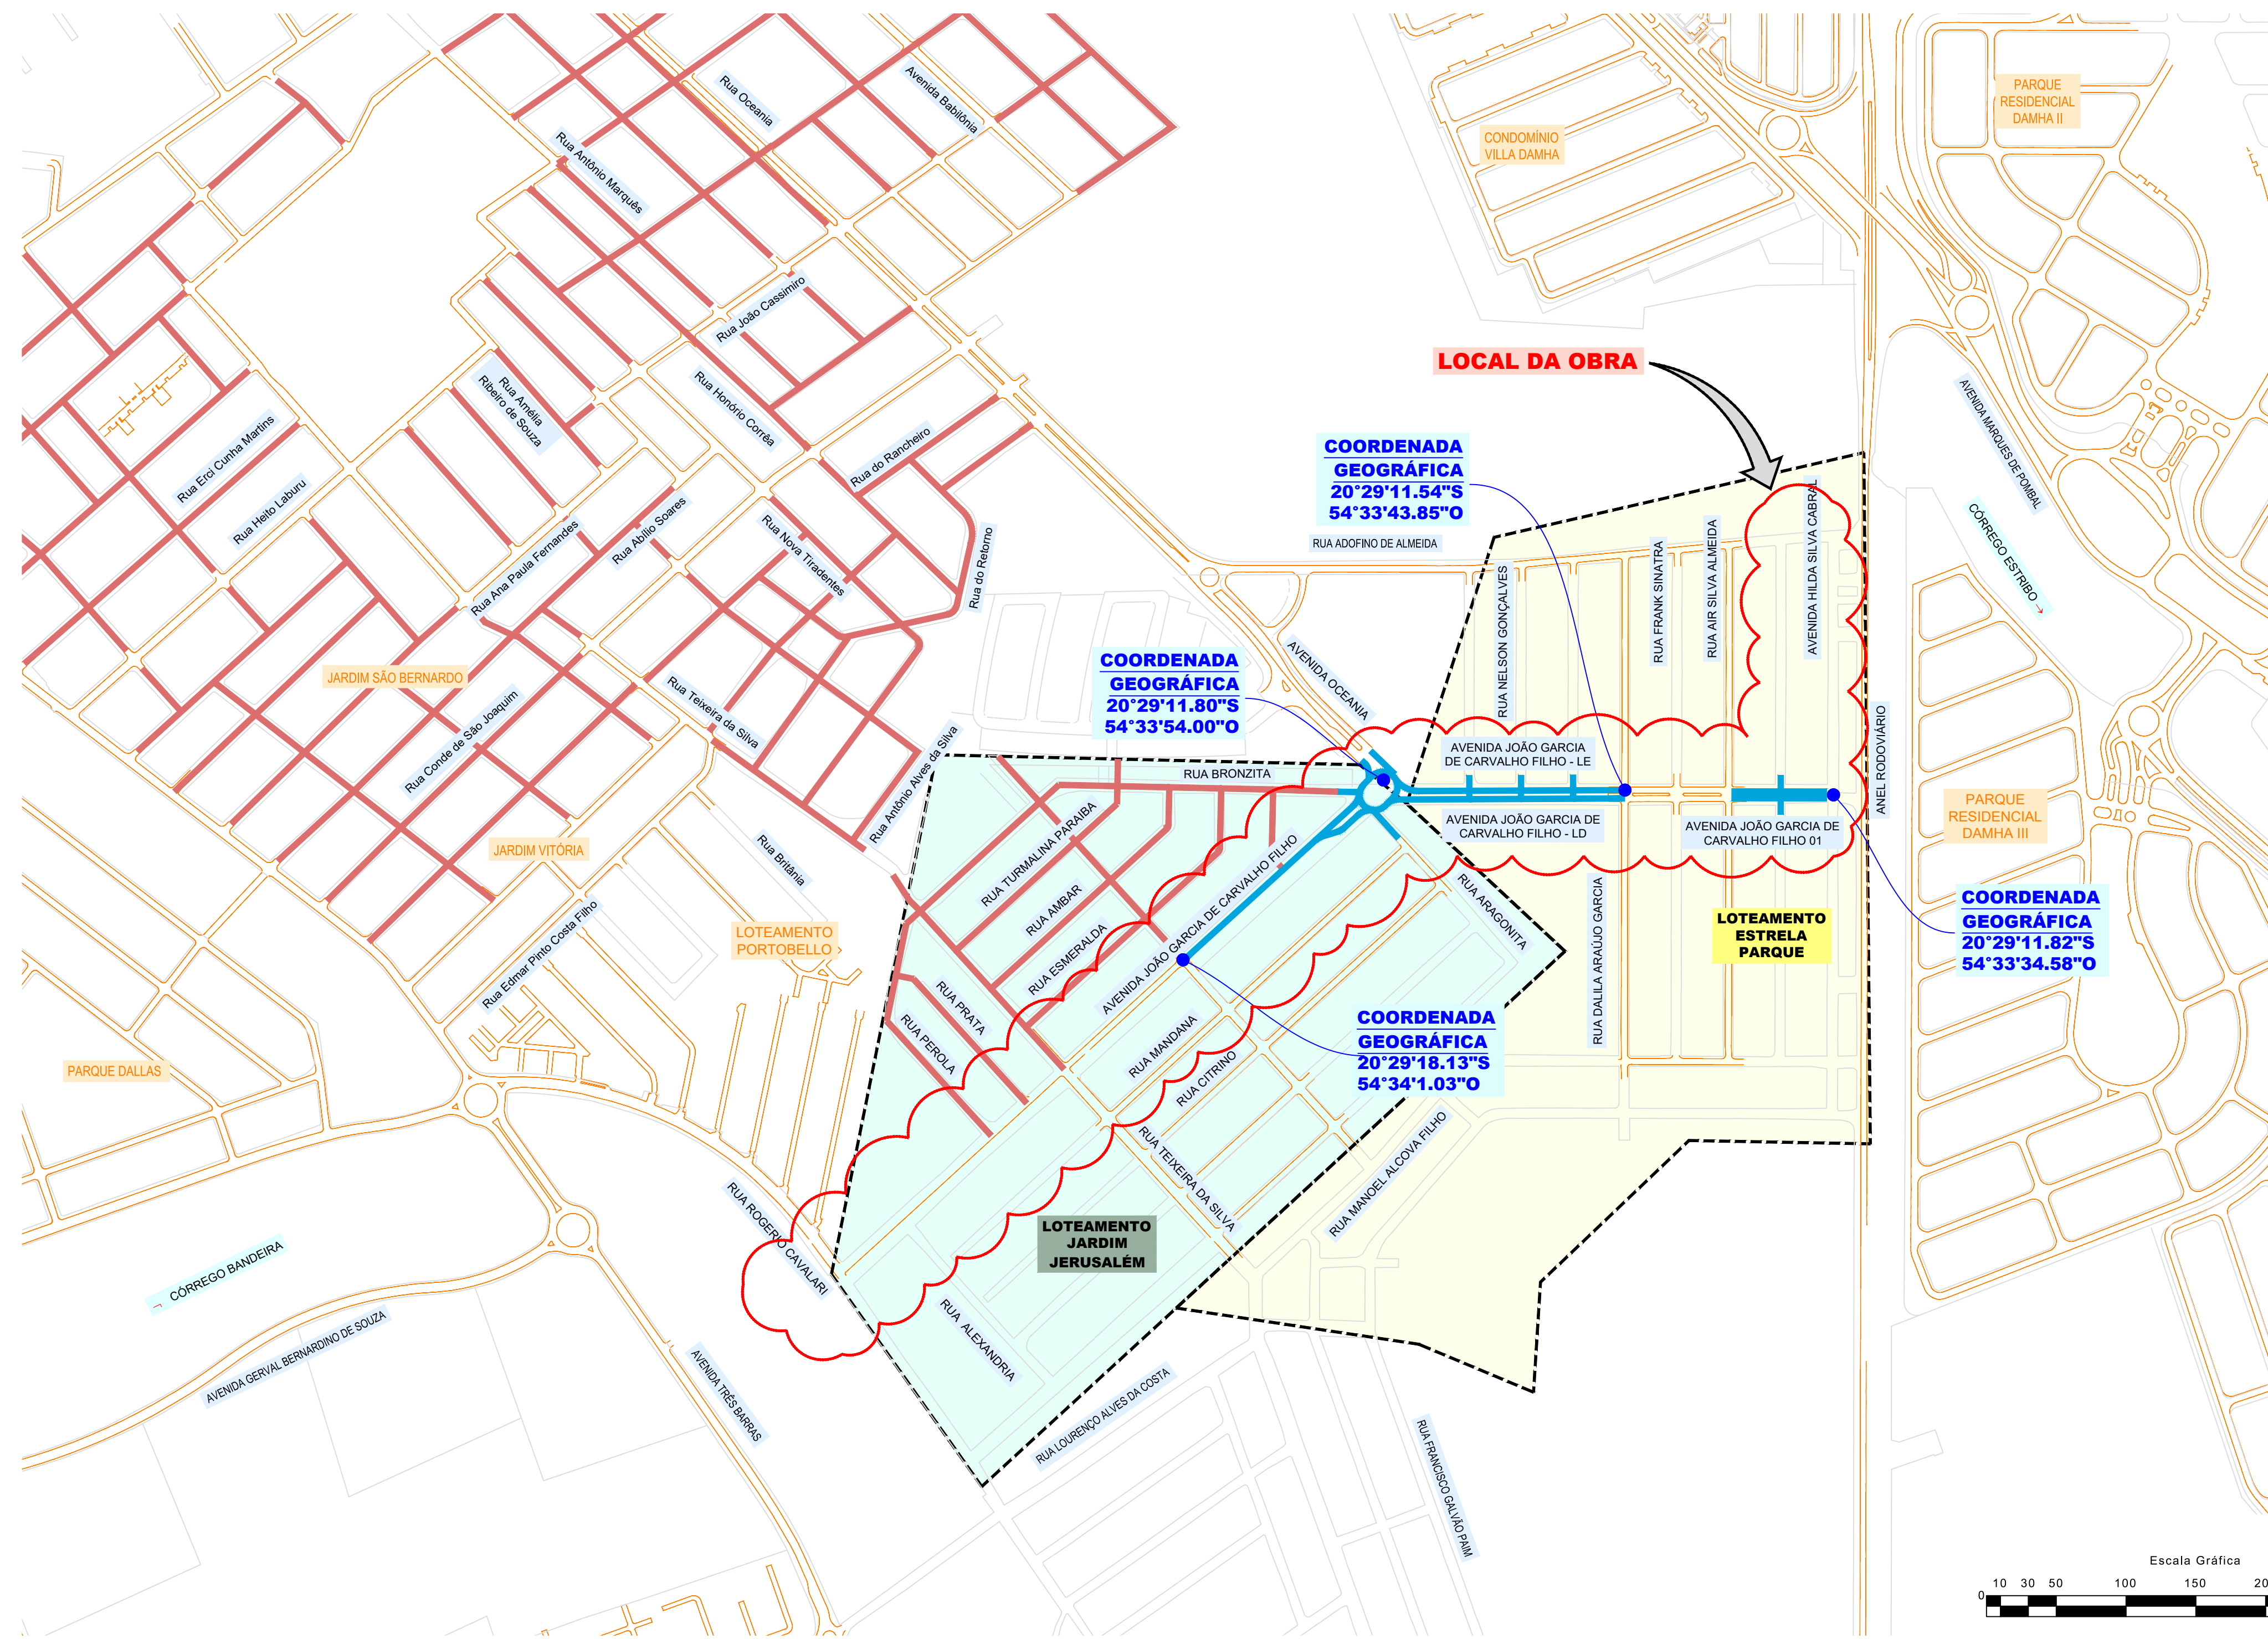 Rua Oceania
Avenida Babilônia
Rua Antônio Marquês
Rua João Cassimiro
Rua Amélia
Ribeiro de Souza
Rua Honório Corrêa
Rua Erci Cunha Martins
Rua Heito Laburu
Rua do Rancheiro
Rua Nova Tiradentes
Rua Abílio Soares
Rua Ana Paula Fernandes
Rua do Retorno
JARDIM SÃO BERNARDO
Rua Conde de São Joaquim
Rua Teixeira da Silva
Rua Antônio Alves da Silva
JARDIM VITÓRIA
Rua Britânia
Rua Edmar Pinto Costa Filho
LOTEAMENTO
PORTOBELLO
PARQUE DALLAS
CÓRREGO BANDEIRA
AVENIDA GERVAL BERNARDINO DE SOUZA
AVENIDA TRÊS BARRAS
RUA ROGERIO CAVALARI
CONDOMÍNIO
VILLA DAMHA
PARQUE
RESIDENCIAL
DAMHA II
LOCAL DA OBRA
COORDENADA
GEOGRÁFICA
20°29'11.54"S
54°33'43.85"O
RUA ADOFINO DE ALMEIDA
AVENIDA MARQUES DE POMBAL
CÓRREGO ESTRIBO →
COORDENADA
GEOGRÁFICA
20°29'11.80"S
54°33'54.00"O
AVENIDA OCEANIA
RUA NELSON GONÇALVES
RUA FRANK SINATRA
RUA AIR SILVA ALMEIDA
AVENIDA HILDA SILVA CABRAL
ANEL RODOVIÁRIO
AVENIDA JOÃO GARCIA
DE CARVALHO FILHO - LE
AVENIDA JOÃO GARCIA DE
CARVALHO FILHO - LD
AVENIDA JOÃO GARCIA DE
CARVALHO FILHO 01
PARQUE
RESIDENCIAL
DAMHA III
RUA BRONZITA
RUA TURMALINA PARAIBA
RUA AMBAR
RUA ESMERALDA
AVENIDA JOÃO GARCIA DE CARVALHO FILHO
RUA PRATA
RUA PEROLA
RUA MANDANA
RUA CITRINO
RUA ARAGONITA
RUA DALILA ARAÚJO GARCIA
LOTEAMENTO
ESTRELA
PARQUE
COORDENADA
GEOGRÁFICA
20°29'11.82"S
54°33'34.58"O
COORDENADA
GEOGRÁFICA
20°29'18.13"S
54°34'1.03"O
RUA TEIXEIRA DA SILVA
RUA MANOEL ALCOVA FILHO
LOTEAMENTO
JARDIM
JERUSALÉM
RUA ALEXANDRIA
RUA LOURENÇO ALVES DA COSTA
RUA FRANCISCO GALVÃO PAIM
Escala Gráfica
0 10 30 50 100 150 20